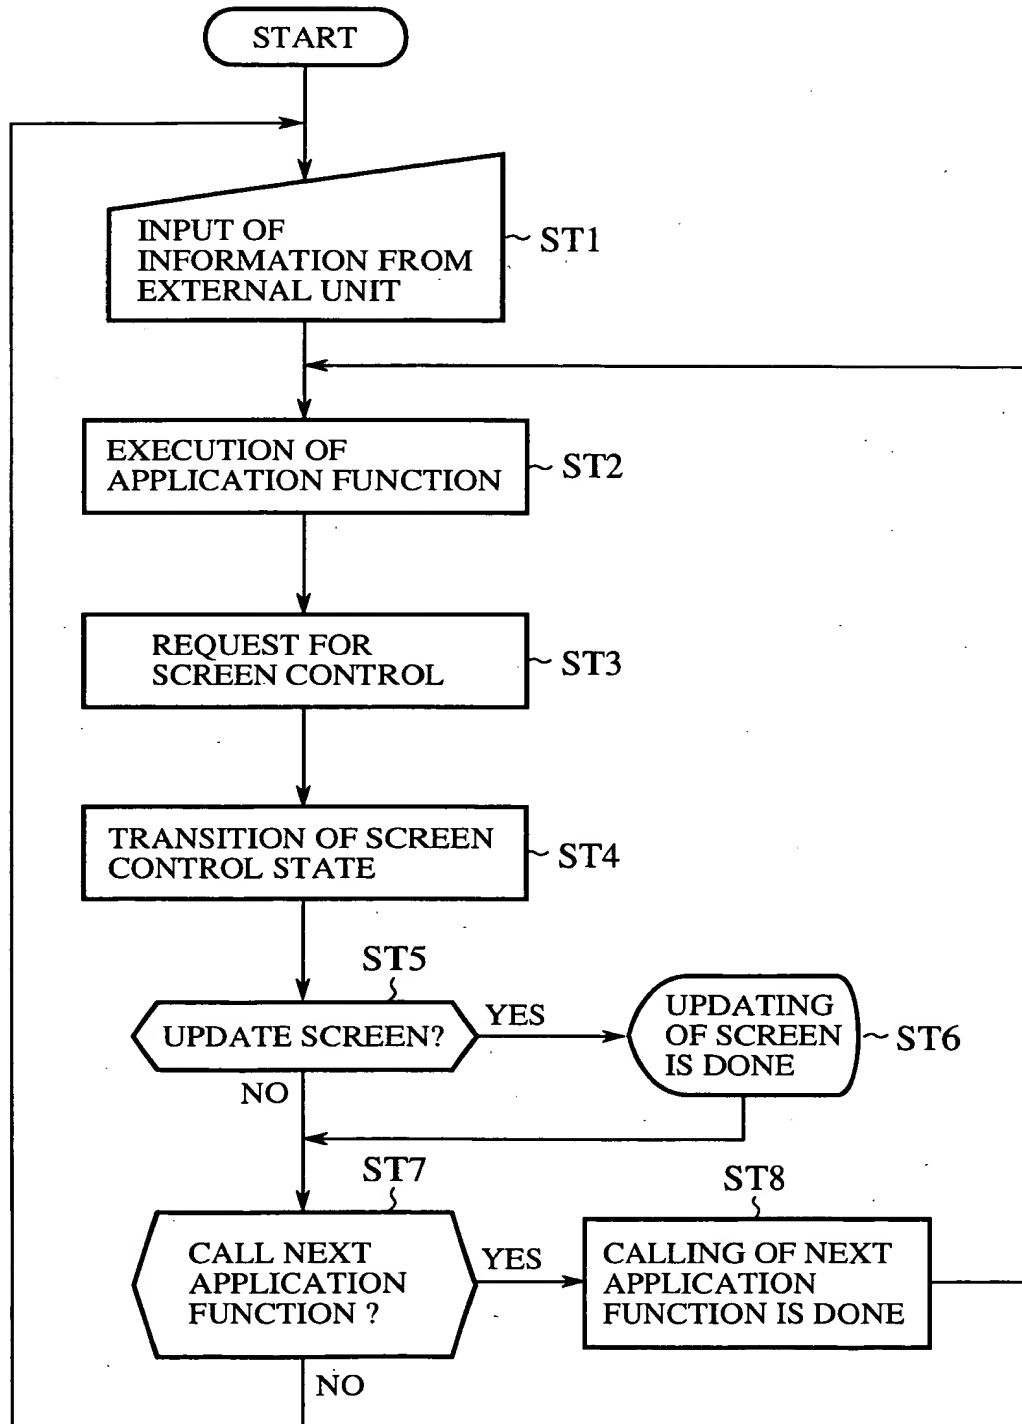 START
INPUT OF
INFORMATION FROM
EXTERNAL UNIT
ST1
EXECUTION OF
APPLICATION FUNCTION
ST2
REQUEST FOR
SCREEN CONTROL
ST3
TRANSITION OF SCREEN
CONTROL STATE
ST4
ST5
UPDATE SCREEN?
YES
NO
UPDATING
OF SCREEN
IS DONE
ST6
ST7
CALL NEXT
APPLICATION
FUNCTION ?
YES
NO
ST8
CALLING OF NEXT
APPLICATION
FUNCTION IS DONE